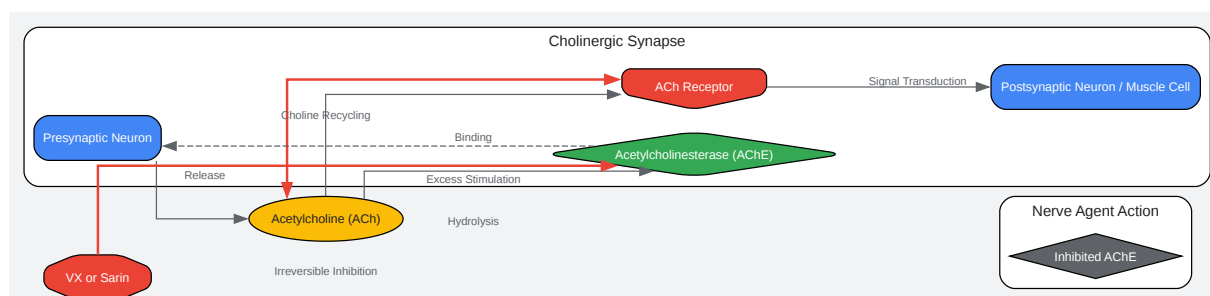 Cholinergic Synapse
ACh Receptor
Signal Transduction
Postsynaptic Neuron / Muscle Cell
Choline Recycling
Presynaptic Neuron
Binding
Acetylcholinesterase (AChE)
Release
Excess Stimulation
Acetylcholine (ACh)
Hydrolysis
Nerve Agent Action
Inhibited AChE
Irreversible Inhibition
VX or Sarin